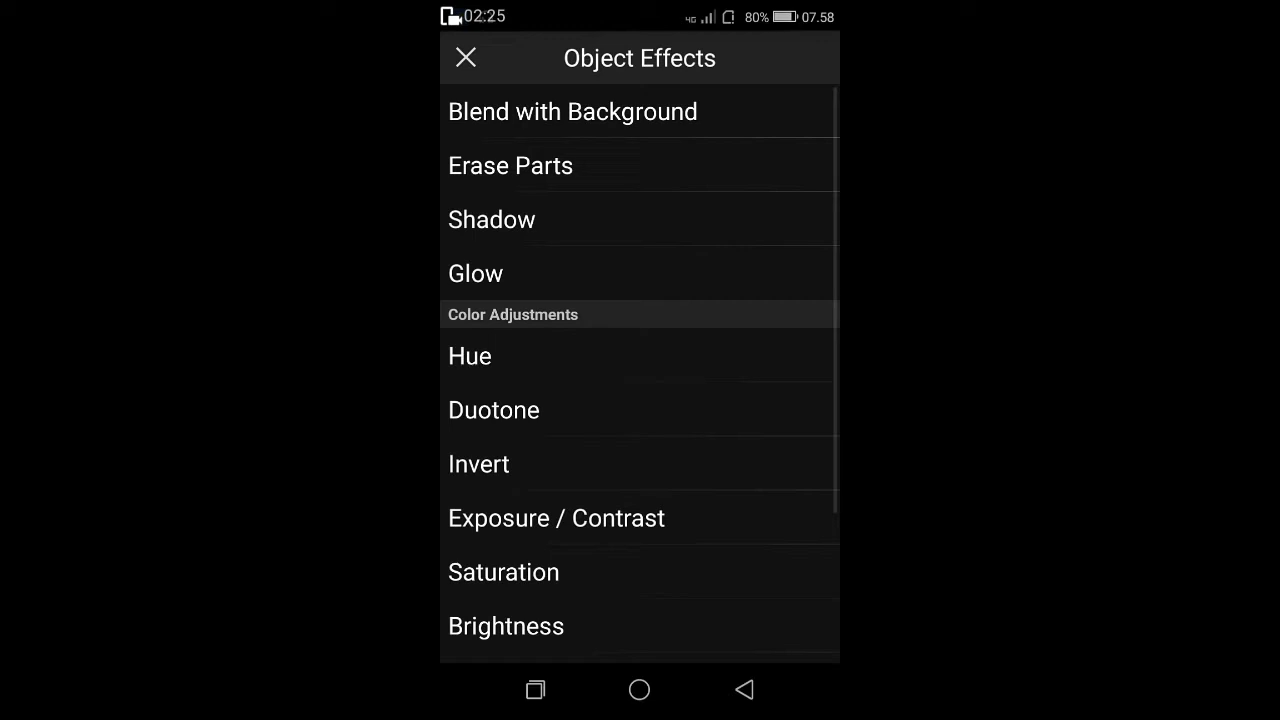 02:25 4G 80% 07.58
Object Effects
Blend with Background
Erase Parts
Shadow
Glow
Color Adjustments
Hue
Duotone
Invert
Exposure / Contrast
Saturation
Brightness